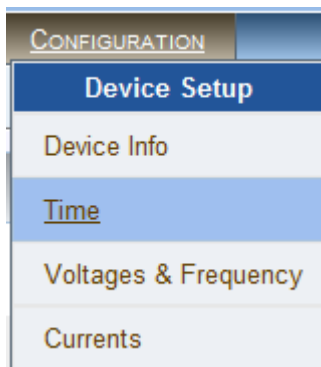 CONFIGURATION
Device Setup
Device Info
Time
Voltages & Frequency
Currents